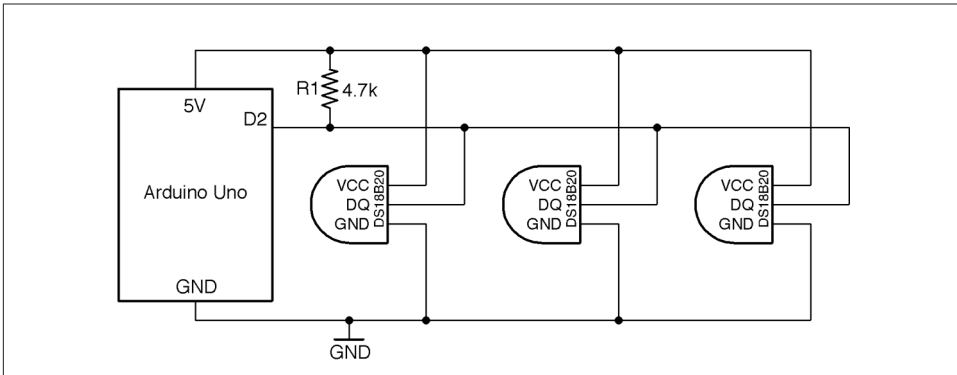 5V
D2
R1
4.7k
Arduino Uno
GND
VCC
DQ
GND
DS18B20
VCC
DQ
GND
DS18B20
VCC
DQ
GND
DS18B20
GND